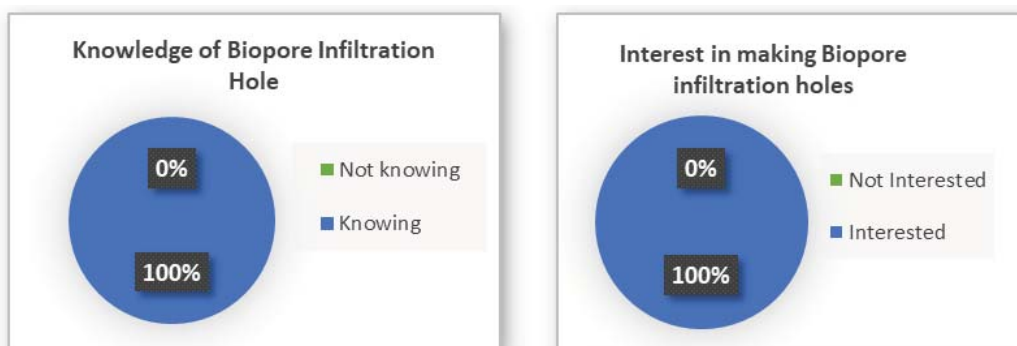 Knowledge of Biopore Infiltration
Hole
0%
100%
Not knowing
Knowing
Interest in making Biopore
infiltration holes
0%
100%
Not Interested
Interested